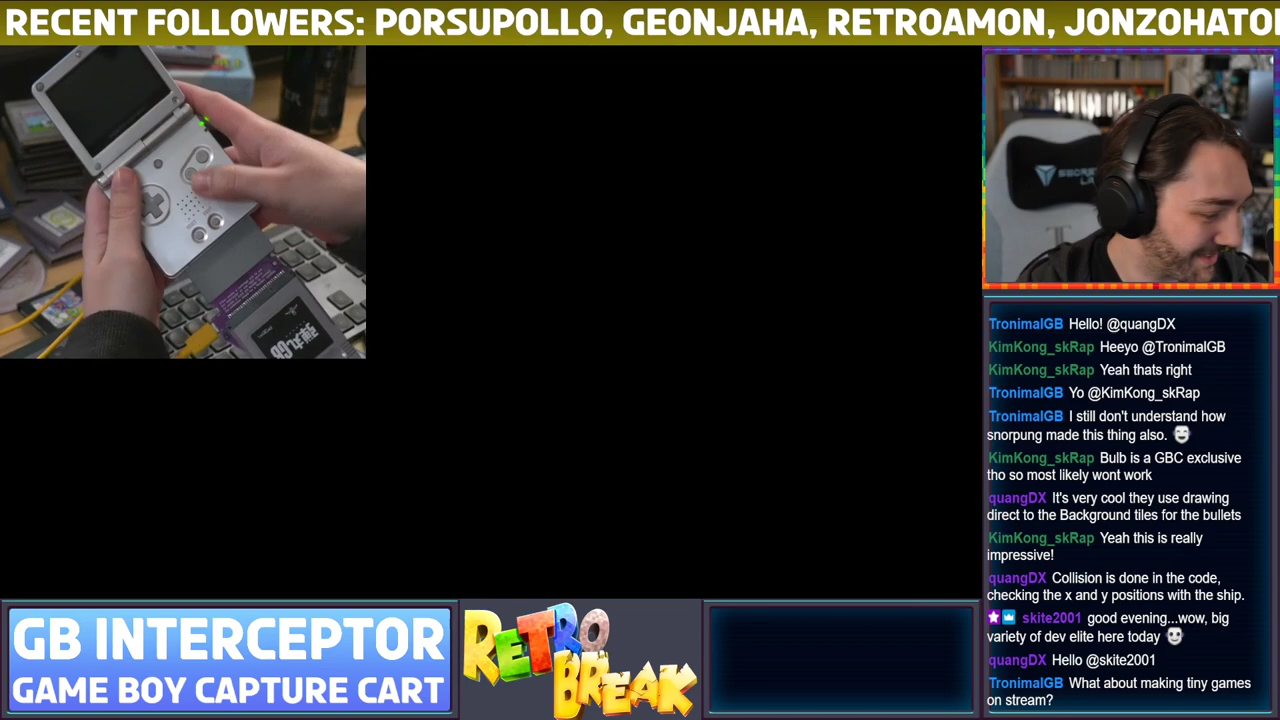 RECENT FOLLOWERS: PORSUPOLLO, GEONJAHA, RETROAMON, JONZOHATO
TronimalGB Hello! @quangDX
KimKong_skRap Heeyo @TronimalGB
KimKong_skRap Yeah thats right
TronimalGB Yo @KimKong_skRap
TronimalGB I still don't understand how
snorpung made this thing also.
KimKong_skRap Bulb is a GBC exclusive
tho so most likely wont work
quangDX It's very cool they use drawing
direct to the Background tiles for the bullets
KimKong_skRap Yeah this is really
impressive!
quangDX Collision is done in the code,
checking the x and y positions with the ship.
skite2001 good evening...wow, big
variety of dev elite here today
quangDX Hello @skite2001
TronimalGB What about making tiny games
on stream?
GB INTERCEPTOR
GAME BOY CAPTURE CART
RETRO
BREAK